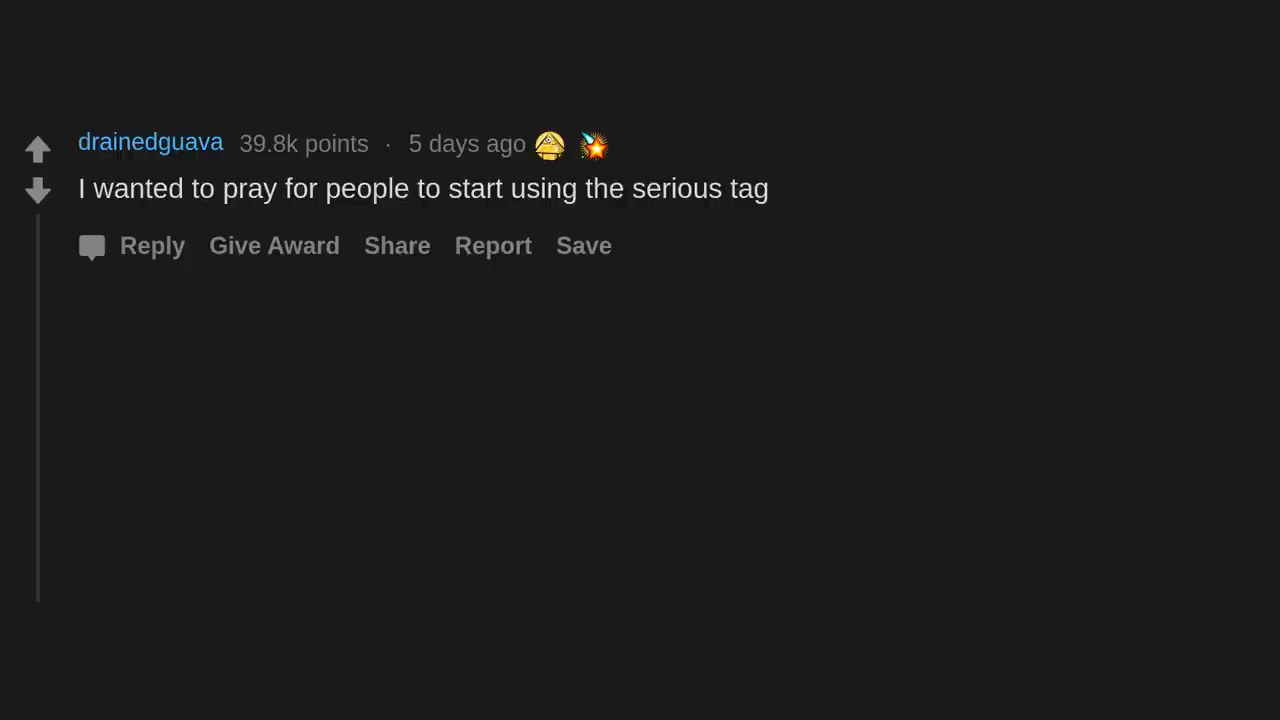 drainedguava 39.8k points · 5 days ago
I wanted to pray for people to start using the serious tag
Reply Give Award Share Report Save